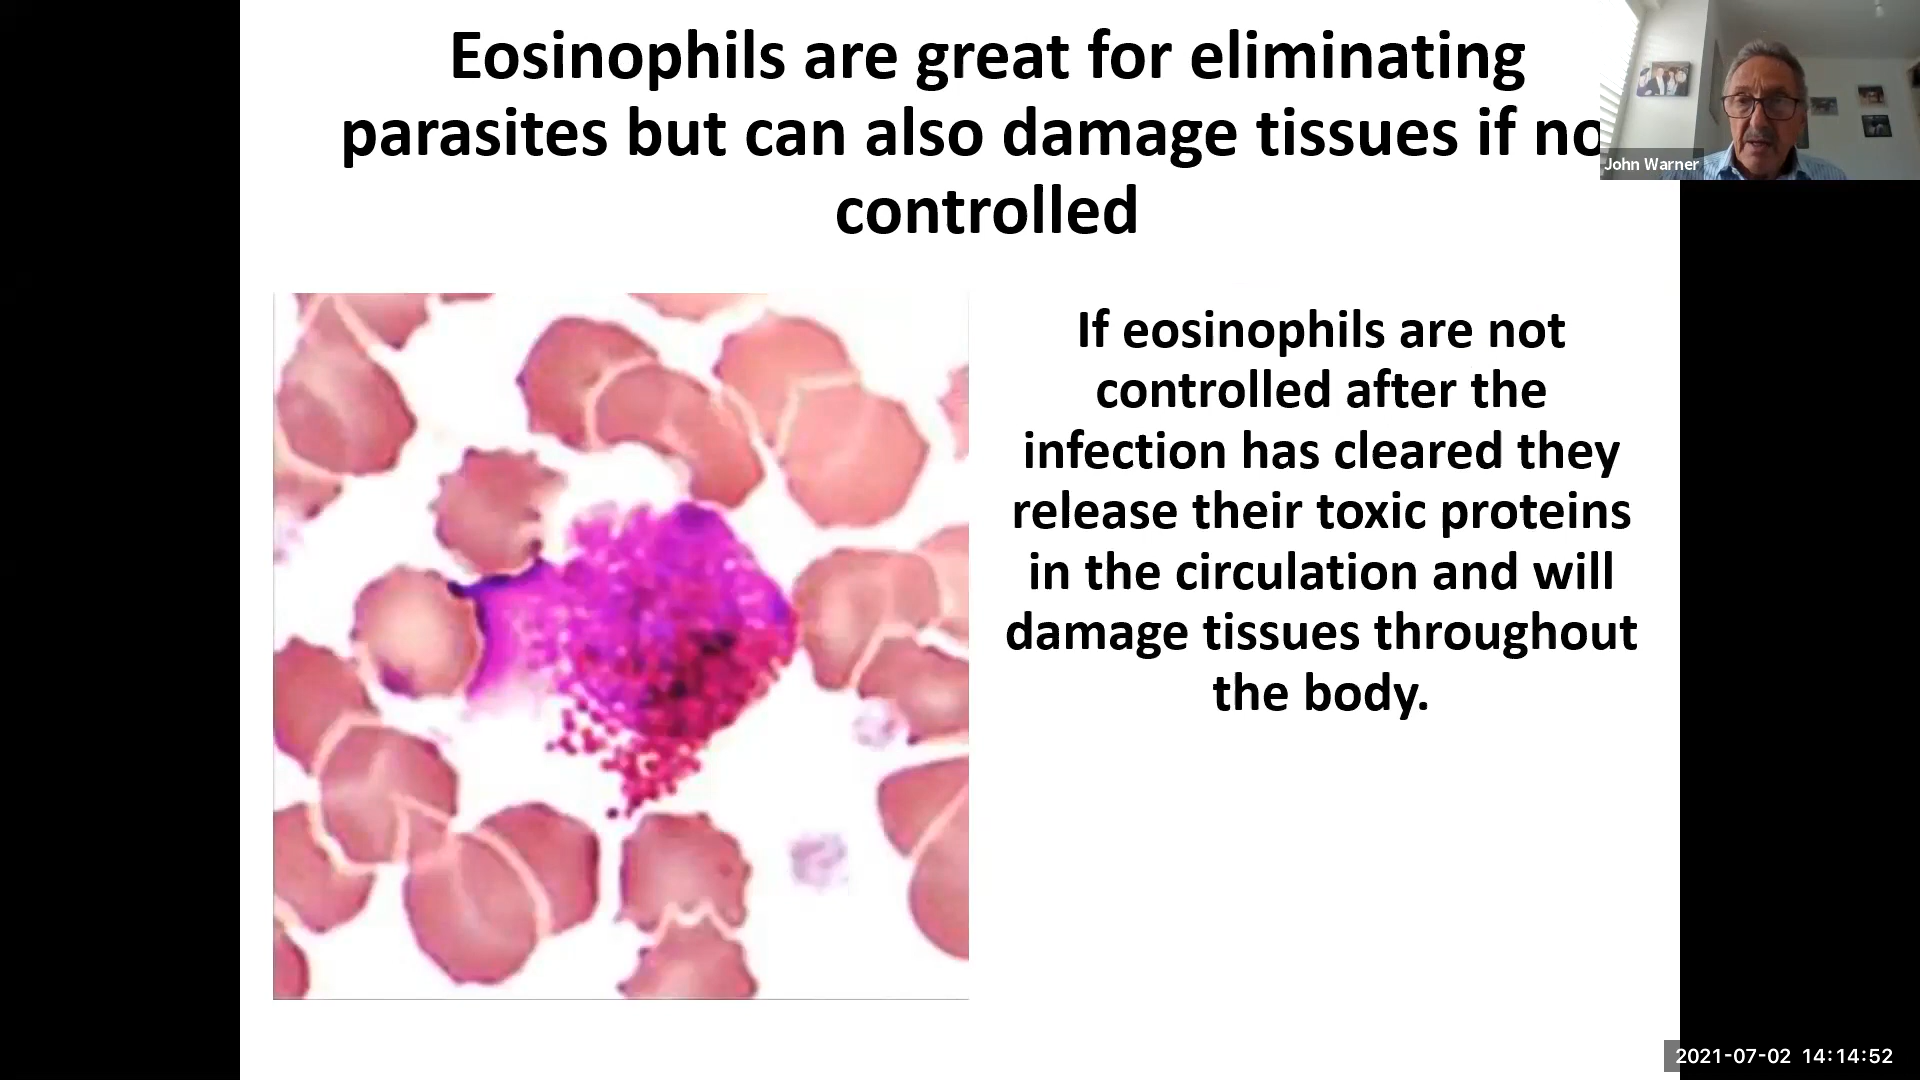 Eosinophils are great for eliminating
parasites but can also damage tissues if no
controlled
John Warner
If eosinophils are not
controlled after the
infection has cleared they
release their toxic proteins
in the circulation and will
damage tissues throughout
the body.
2021-07-02 14:14:52